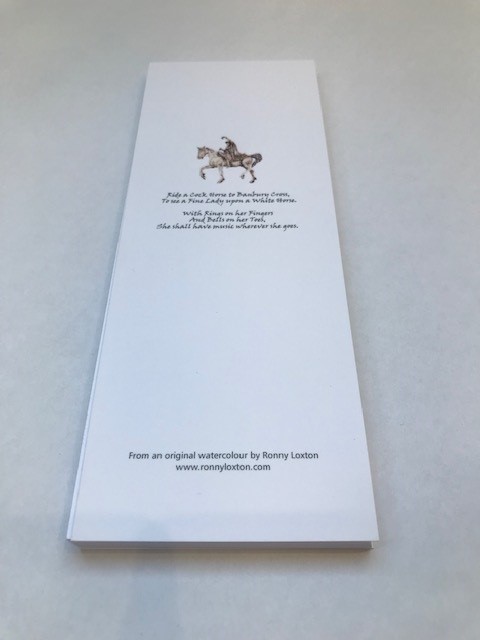 Ride a Cock Horse to Banbury Cross,
To see a Fine Lady upon a White Horse.
With Rings on her Fingers
And Bells on her Toes,
She shall have music wherever she goes.
From an original watercolour by Ronny Loxton
www.ronnyloxton.com